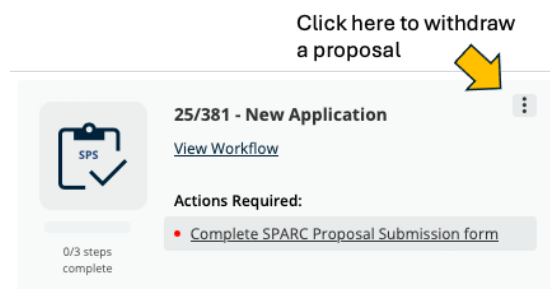 Click here to withdraw
a proposal
25/381 - New Application
SPS
View Workflow
Actions Required:
Complete SPARC Proposal Submission form
0/3 steps
complete